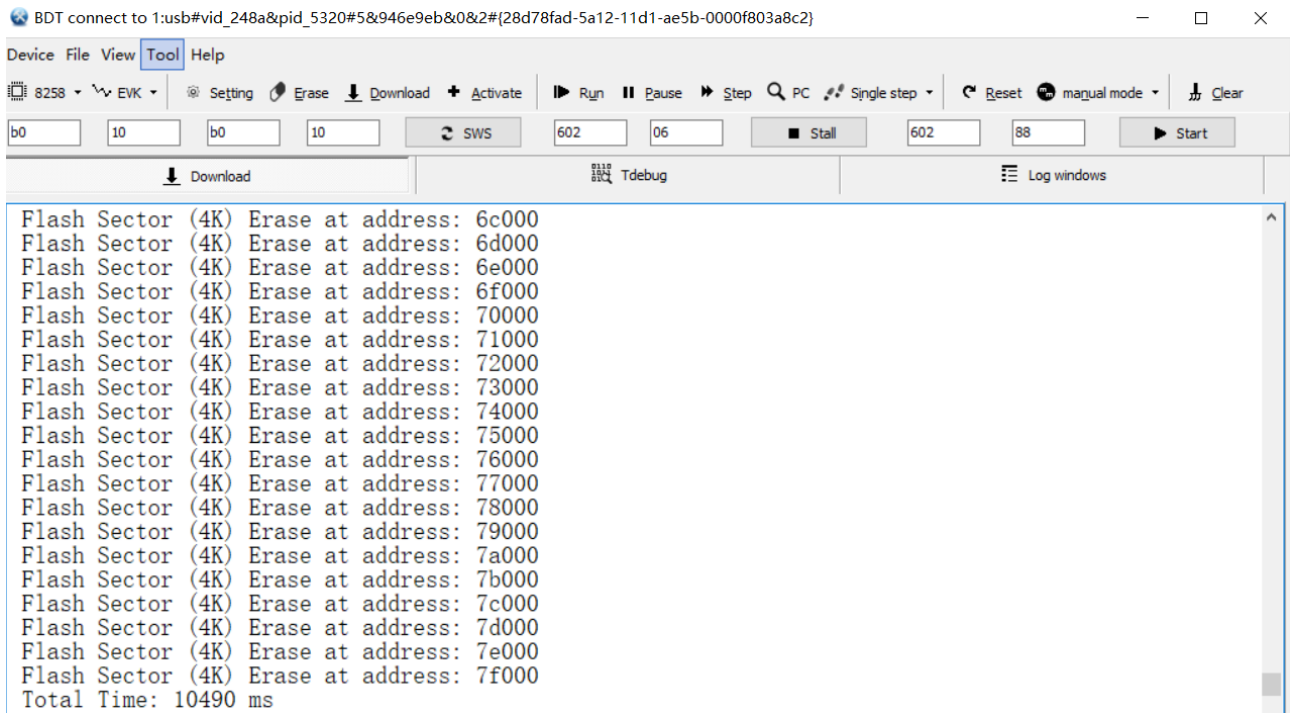 BDT connect to 1:usb#vid_248a&pid_5320#5&946e9eb&0&2#{28d78fad-5a12-11d1-ae5b-0000f803a8c2}
Device File View Tool Help
8258 EVK Setting Erase Download Activate Run Pause Step PC Single step Reset manual mode Clear
b0 10 b0 10 SWS 602 06 Stall 602 88 Start
Download Tdebug Log windows
Flash Sector (4K) Erase at address: 6c000
Flash Sector (4K) Erase at address: 6d000
Flash Sector (4K) Erase at address: 6e000
Flash Sector (4K) Erase at address: 6f000
Flash Sector (4K) Erase at address: 70000
Flash Sector (4K) Erase at address: 71000
Flash Sector (4K) Erase at address: 72000
Flash Sector (4K) Erase at address: 73000
Flash Sector (4K) Erase at address: 74000
Flash Sector (4K) Erase at address: 75000
Flash Sector (4K) Erase at address: 76000
Flash Sector (4K) Erase at address: 77000
Flash Sector (4K) Erase at address: 78000
Flash Sector (4K) Erase at address: 79000
Flash Sector (4K) Erase at address: 7a000
Flash Sector (4K) Erase at address: 7b000
Flash Sector (4K) Erase at address: 7c000
Flash Sector (4K) Erase at address: 7d000
Flash Sector (4K) Erase at address: 7e000
Flash Sector (4K) Erase at address: 7f000
Total Time: 10490 ms